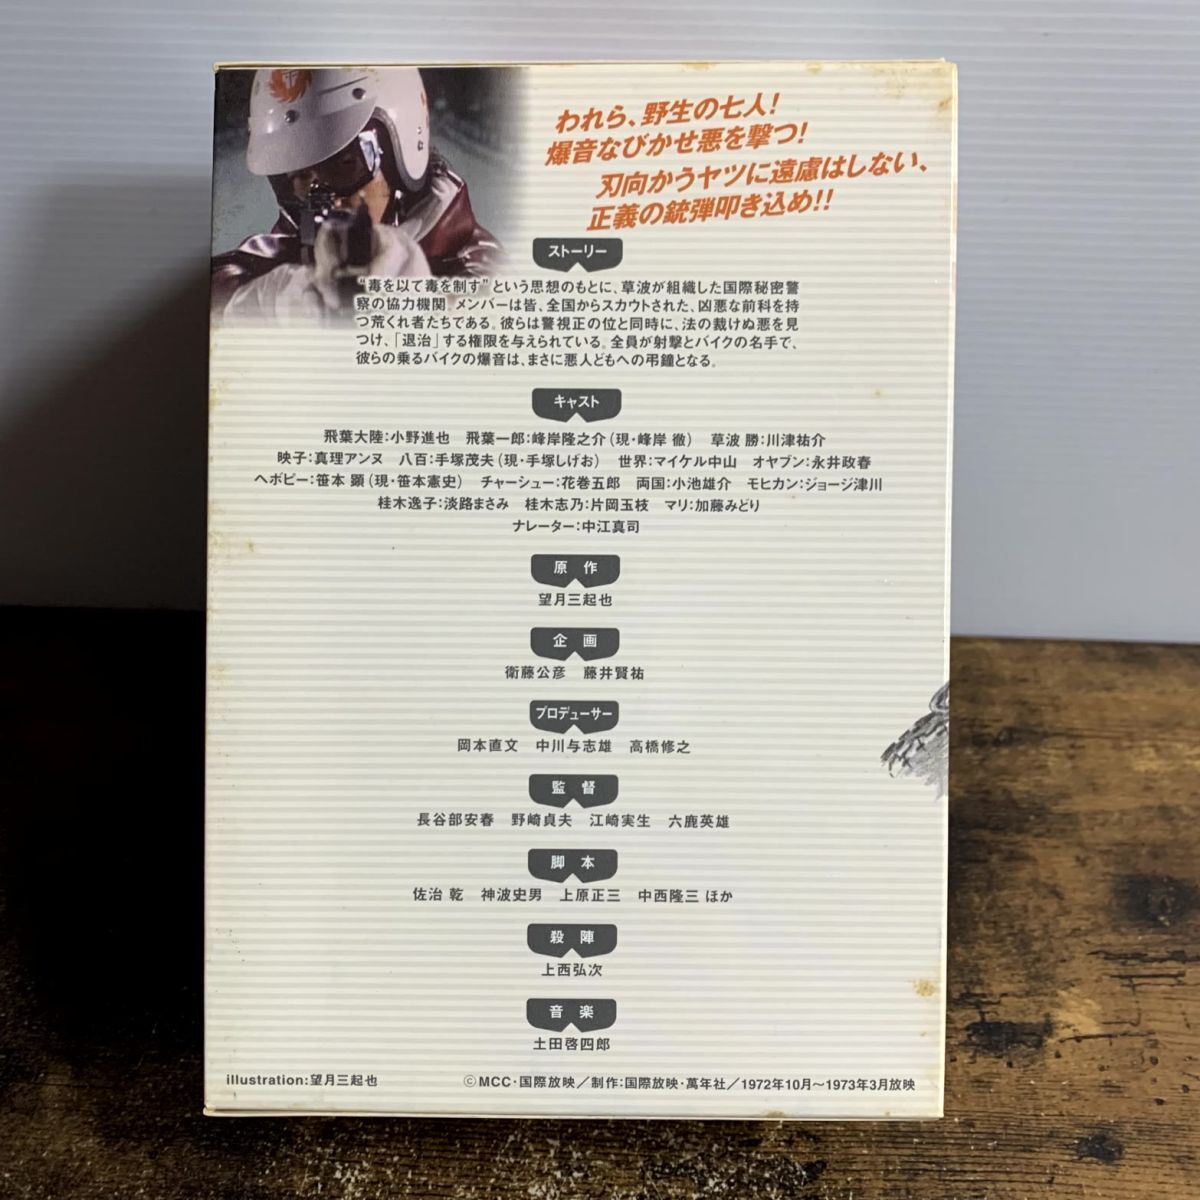 われら、野生の七人!
爆音なびかせ悪を撃つ!
刃向かうヤツに遠慮はしない、
正義の銃弾叩き込め!!
ストーリー
“毒を以て毒を制す”という思想のもとに、草波が組織した国際秘密警
察の協力機関。メンバーは皆、全国からスカウトされた、凶悪な前科を持
つ荒くれ者たちである。彼らは警視正の位と同時に、法の裁けぬ悪を見
つけ、「退治」する権限を与えられている。全員が射撃とバイクの名手で、
彼らの乗るバイクの爆音は、まさに悪人どもへの弔鐘となる。
キャスト
飛葉大陸:小野進也 飛葉一郎:峰岸隆之介(現・峰岸 徹) 草波 勝:川津祐介
映子:真理アンヌ 八百:手塚茂夫(現・手塚しげお) 世界:マイケル中山 オヤブン:永井政春
ヘボピー:笹本 顕(現・笹本憲史) チャーシュー:花巻五郎 両国:小池雄介 モヒカン:ジョージ津川
桂木逸子:淡路まさみ 桂木志乃:片岡玉枝 マリ:加藤みどり
ナレーター:中江真司
原 作
望月三起也
企 画
衛藤公彦 藤井賢祐
プロデューサー
岡本直文 中川与志雄 高橋修之
監 督
長谷部安春 野崎貞夫 江崎実生 六鹿英雄
脚 本
佐治 乾 神波史男 上原正三 中西隆三 ほか
殺 陣
上西弘次
音 楽
土田啓四郎
illustration:望月三起也
©MCC・国際放映/制作:国際放映・萬年社/1972年10月~1973年3月放映